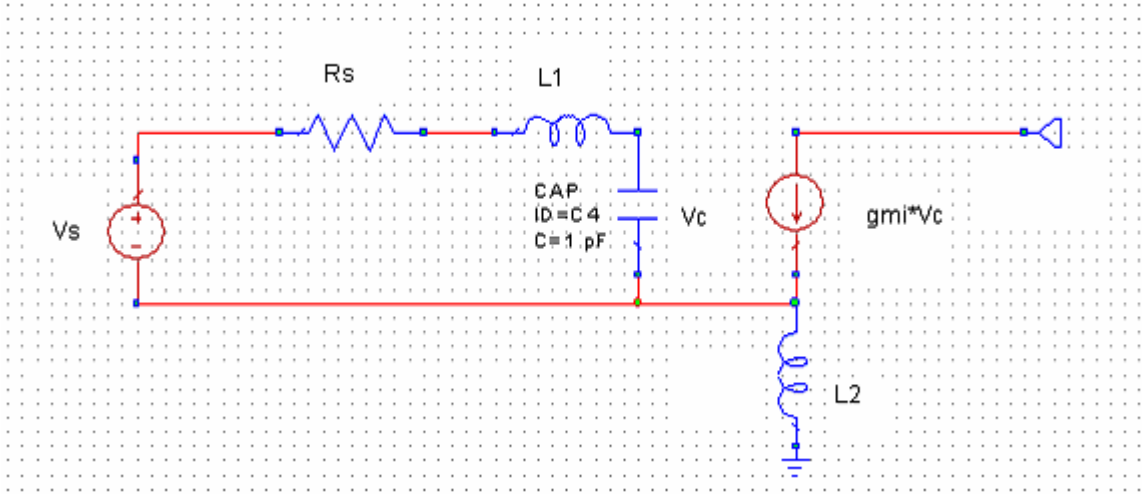 Rs
L1
CAP
ID=C4
C=1 pF
Vs
+
-
Vc
gmi*Vc
L2